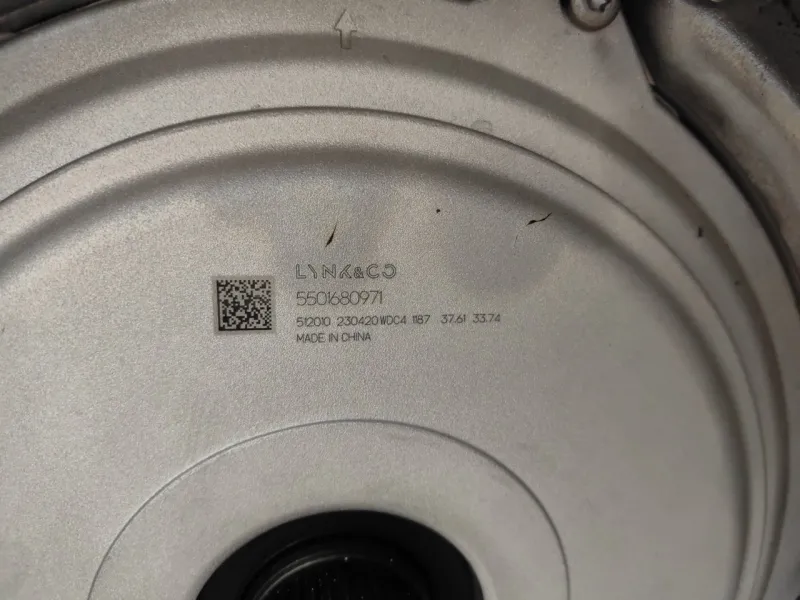 LYNK&CO
5501680971
512010 230420WDC4 1187 37.61 33.74
MADE IN CHINA